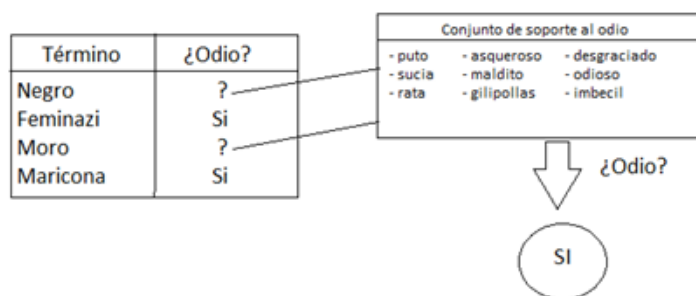 Término ¿Odio?
Negro ?
Feminazi Si
Moro ?
Maricona Si
Conjunto de soporte al odio
- puto - asqueroso - desgraciado
- sucia - maldito - odioso
- rata - gilipollas - imbecil
¿Odio?
SI